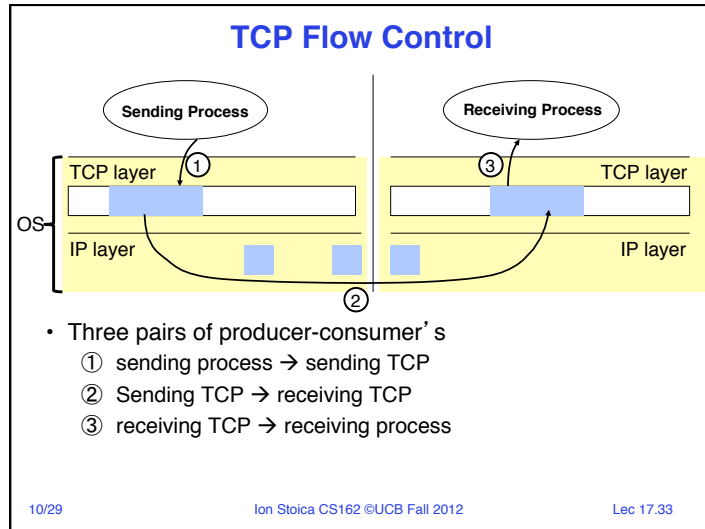 TCP Flow Control
Sending Process
Receiving Process
①
③
TCP layer
TCP layer
OS
IP layer
IP layer
②
• Three pairs of producer-consumer’s
① sending process → sending TCP
② Sending TCP → receiving TCP
③ receiving TCP → receiving process
10/29
Ion Stoica CS162 ©UCB Fall 2012
Lec 17.33